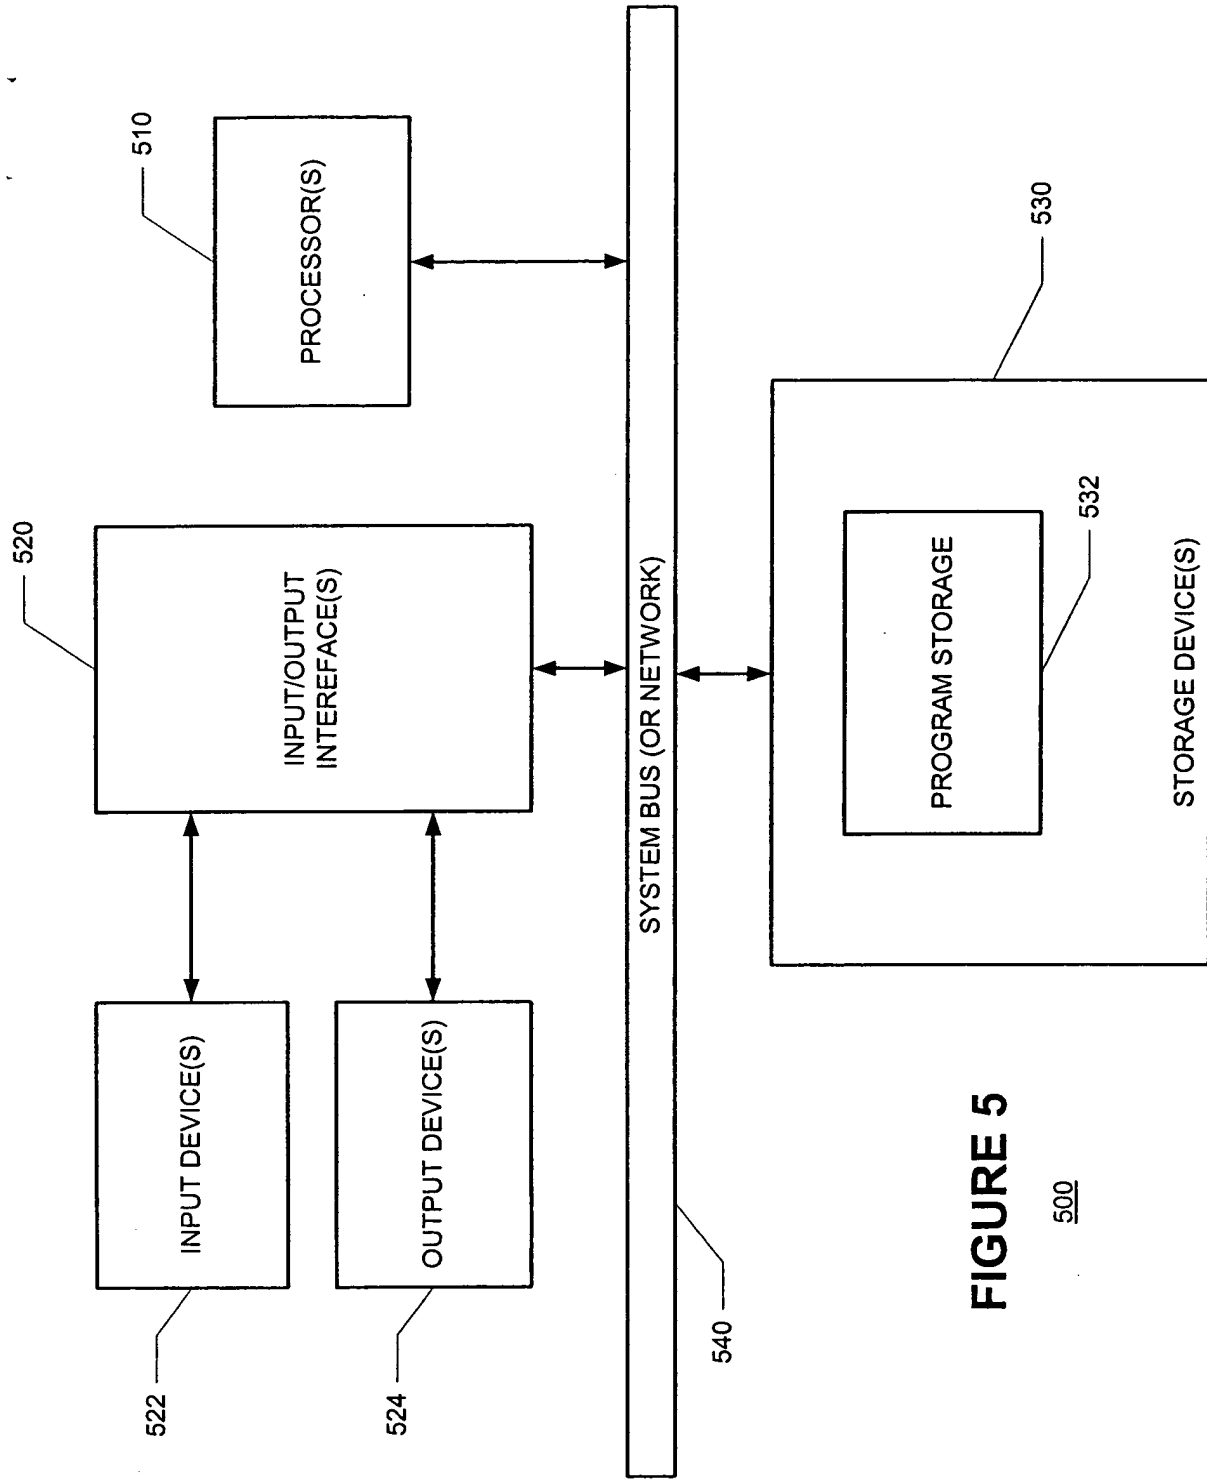 522
INPUT DEVICE(S)
524
OUTPUT DEVICE(S)
520
INPUT/OUTPUT
INTEREFACE(S)
510
PROCESSOR(S)
540
SYSTEM BUS (OR NETWORK)
530
PROGRAM STORAGE
532
STORAGE DEVICE(S)
FIGURE 5
500